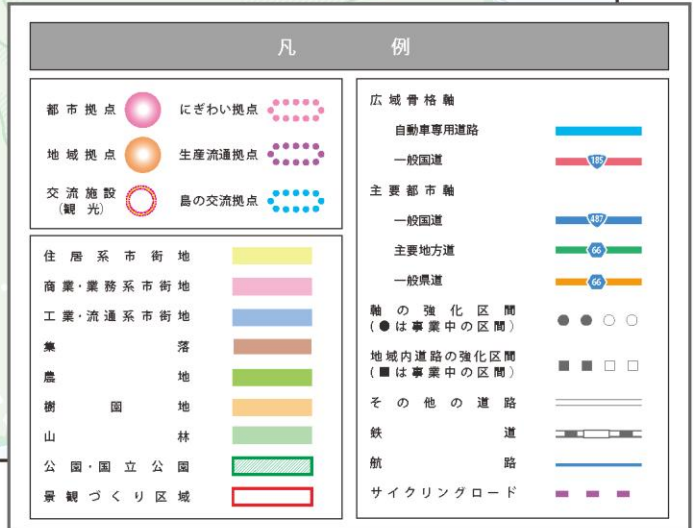 凡例
都市拠点
にぎわい拠点
地域拠点
生産流通拠点
交流施設
(観光)
島の交流拠点
住居系市街地
商業・業務系市街地
工業・流通系市街地
集落
農地
樹園地
山林
公園・国立公園
景観づくり区域
広域骨格軸
自動車専用道路
一般国道 185
主要都市軸
一般国道 487
主要地方道 66
一般県道 66
軸の強化区間
(●は事業中の区間)
地域内道路の強化区間
(■は事業中の区間)
その他の道路
鉄道
航路
サイクリングロード